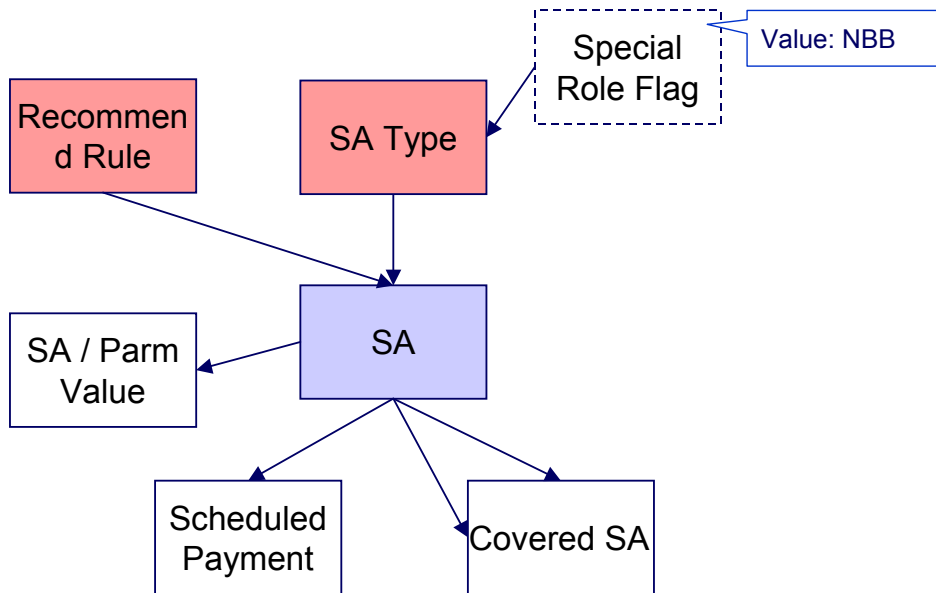 Special
Role Flag
Value: NBB
Recommen
d Rule
SA Type
SA
SA / Parm
Value
Scheduled
Payment
Covered SA